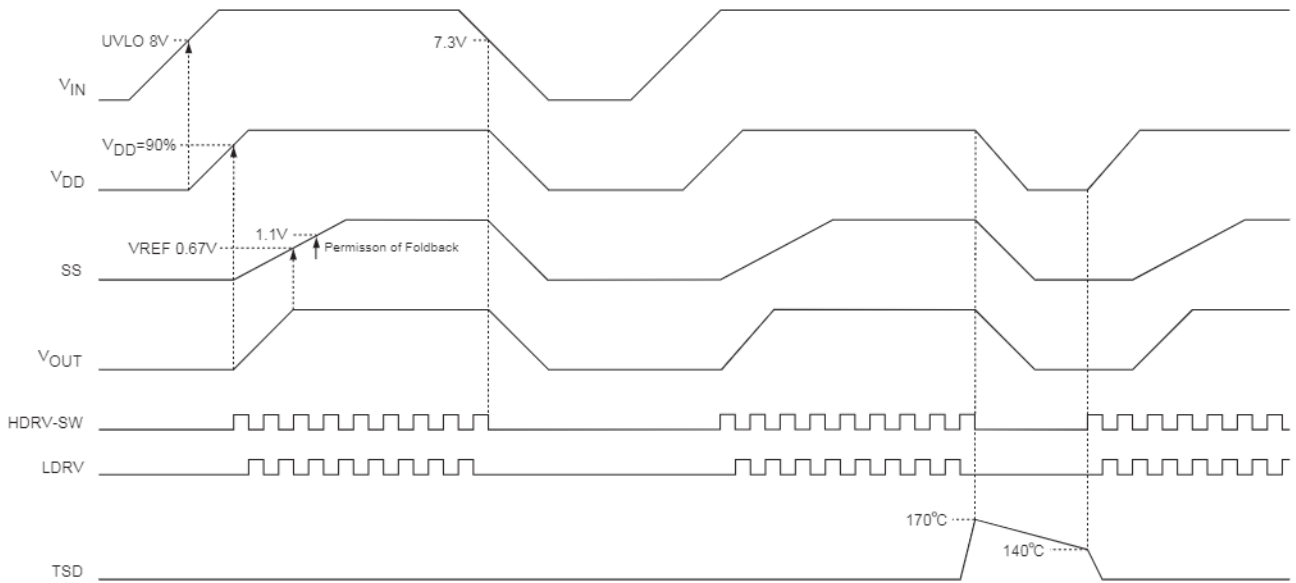 UVLO 8V
7.3V
VIN
VDD=90%
VDD
1.1V
VREF 0.67V
Permisson of Foldback
SS
VOUT
HDRV-SW
LDRV
170°C
140°C
TSD